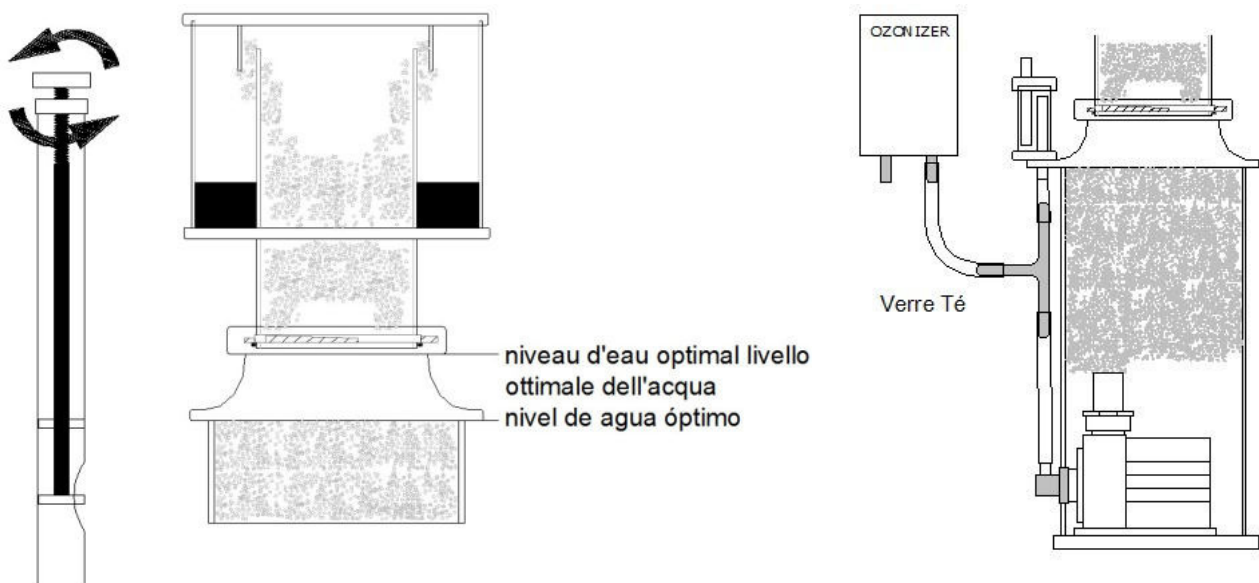 OZONIZER
Verre Té
niveau d'eau optimal livello
ottimale dell'acqua
nivel de agua óptimo